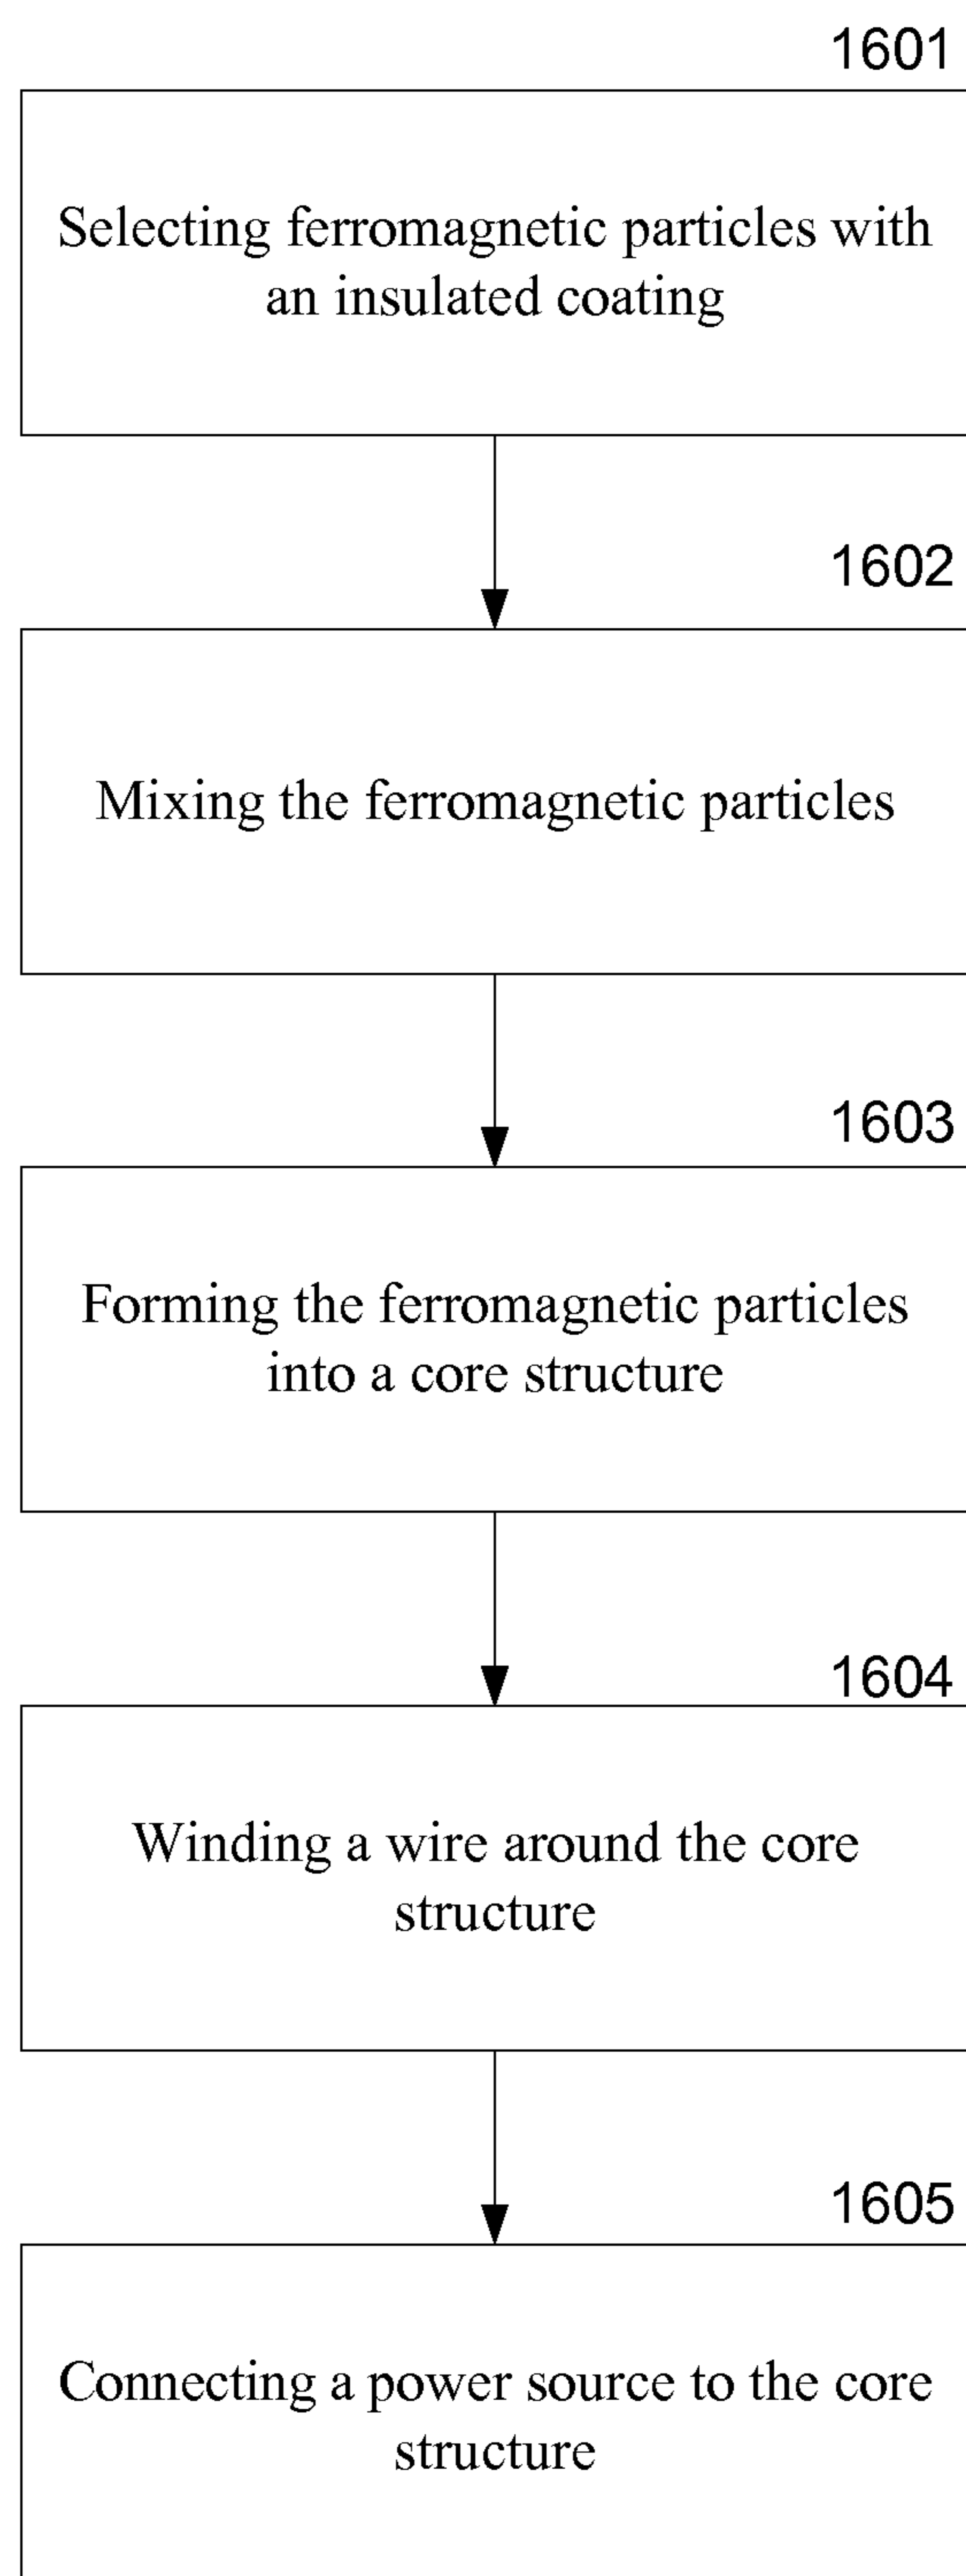 1601
Selecting ferromagnetic particles with
an insulated coating
1602
Mixing the ferromagnetic particles
1603
Forming the ferromagnetic particles
into a core structure
1604
Winding a wire around the core
structure
1605
Connecting a power source to the core
structure